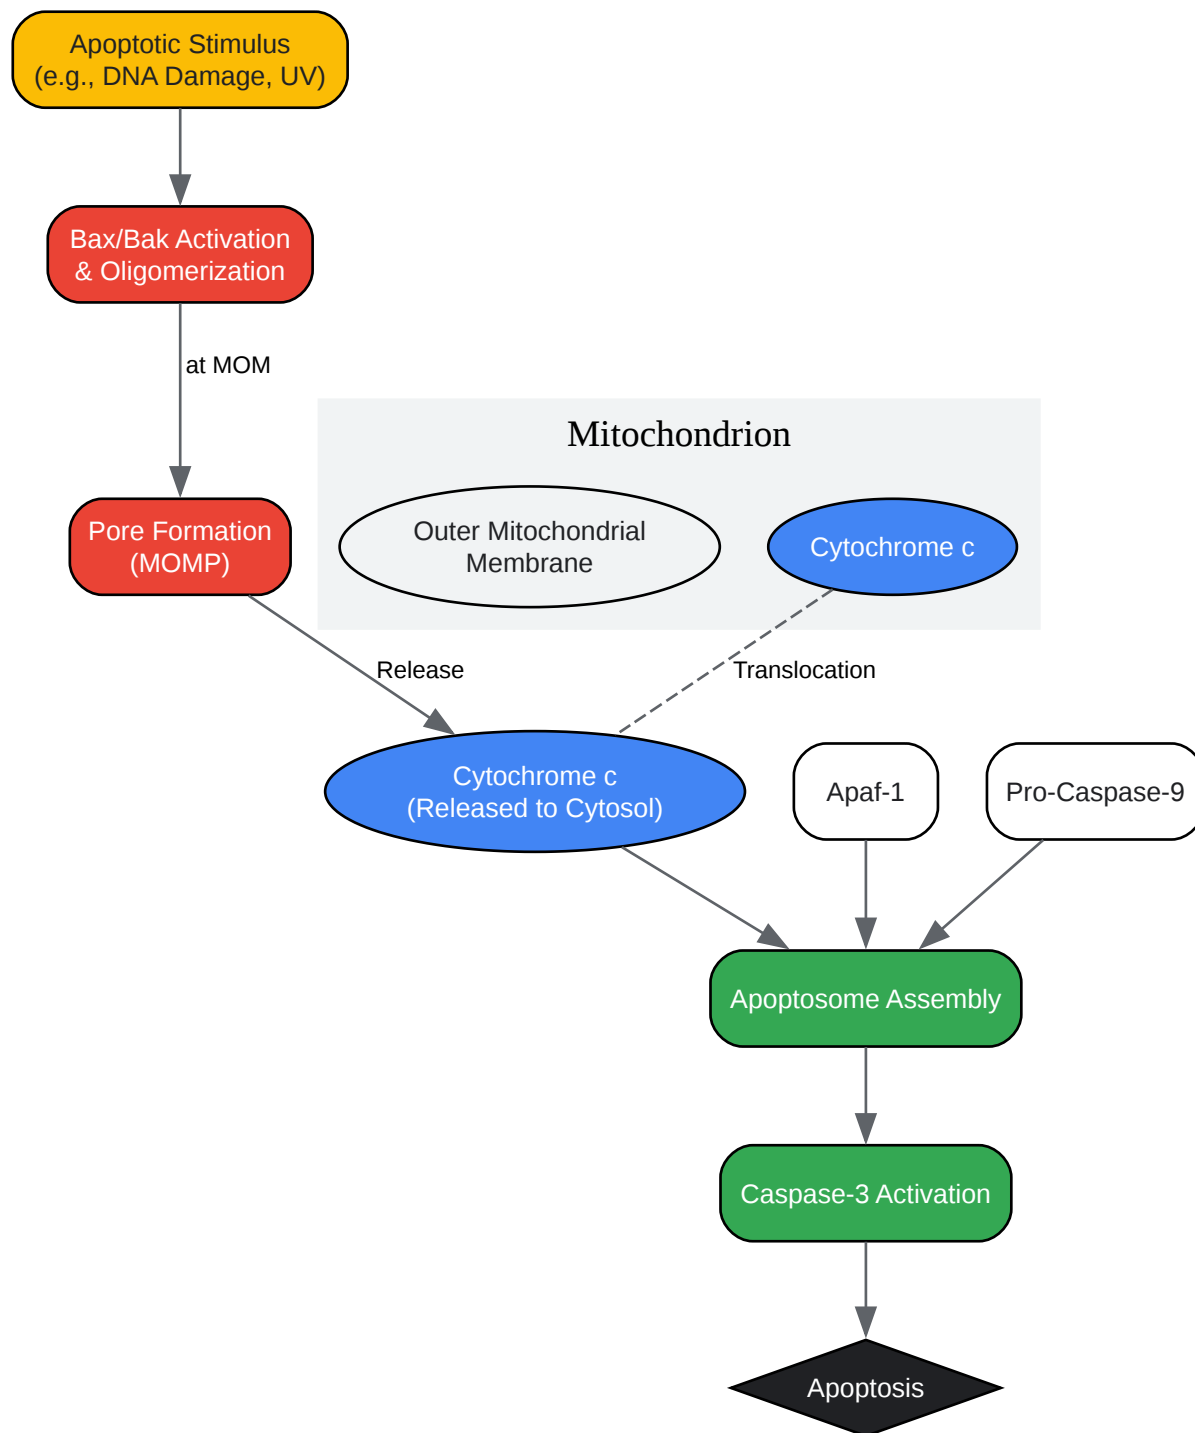 Apoptotic Stimulus
(e.g., DNA Damage, UV)
Bax/Bak Activation
& Oligomerization
at MOM
Mitochondrion
Pore Formation
(MOMP)
Outer Mitochondrial
Membrane
Cytochrome c
Release
Translocation
Cytochrome c
(Released to Cytosol)
Apaf-1
Pro-Caspase-9
Apoptosome Assembly
Caspase-3 Activation
Apoptosis